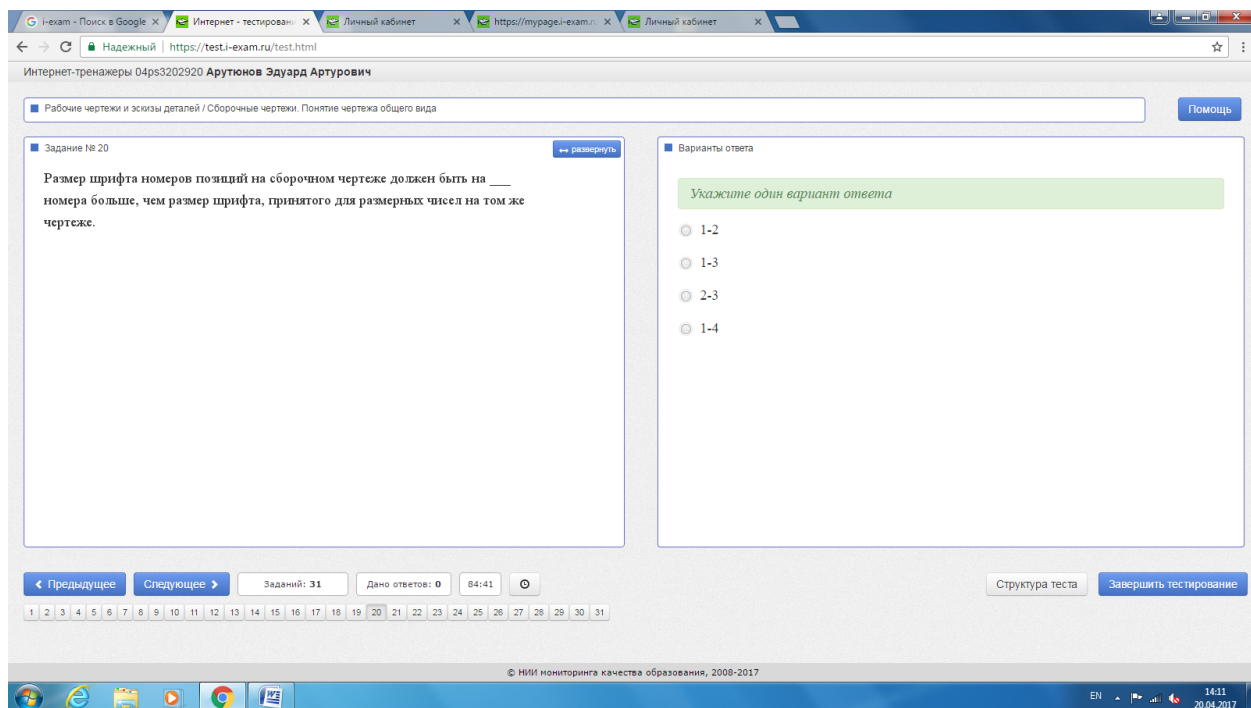 i-exam - Поиск в Google
Интернет - тестировани
Личный кабинет
https://mypage.i-exam.r
Личный кабинет
Надежный | https://test.i-exam.ru/test.html
Интернет-тренажеры 04ps3202920 Арутюнов Эдуард Артурович
Рабочие чертежи и эскизы деталей / Сборочные чертежи. Понятие чертежа общего вида
Помощь
Задание № 20
развернуть
Размер шрифта номеров позиций на сборочном чертеже должен быть на ___
номера больше, чем размер шрифта, принятого для размерных чисел на том же
чертеже.
Варианты ответа
Укажите один вариант ответа
1-2
1-3
2-3
1-4
Предыдущее
Следующее
Заданий: 31
Дано ответов: 0
84:41
Структура теста
Завершить тестирование
1 2 3 4 5 6 7 8 9 10 11 12 13 14 15 16 17 18 19 20 21 22 23 24 25 26 27 28 29 30 31
© НИИ мониторинга качества образования, 2008-2017
EN
14:11
20.04.2017